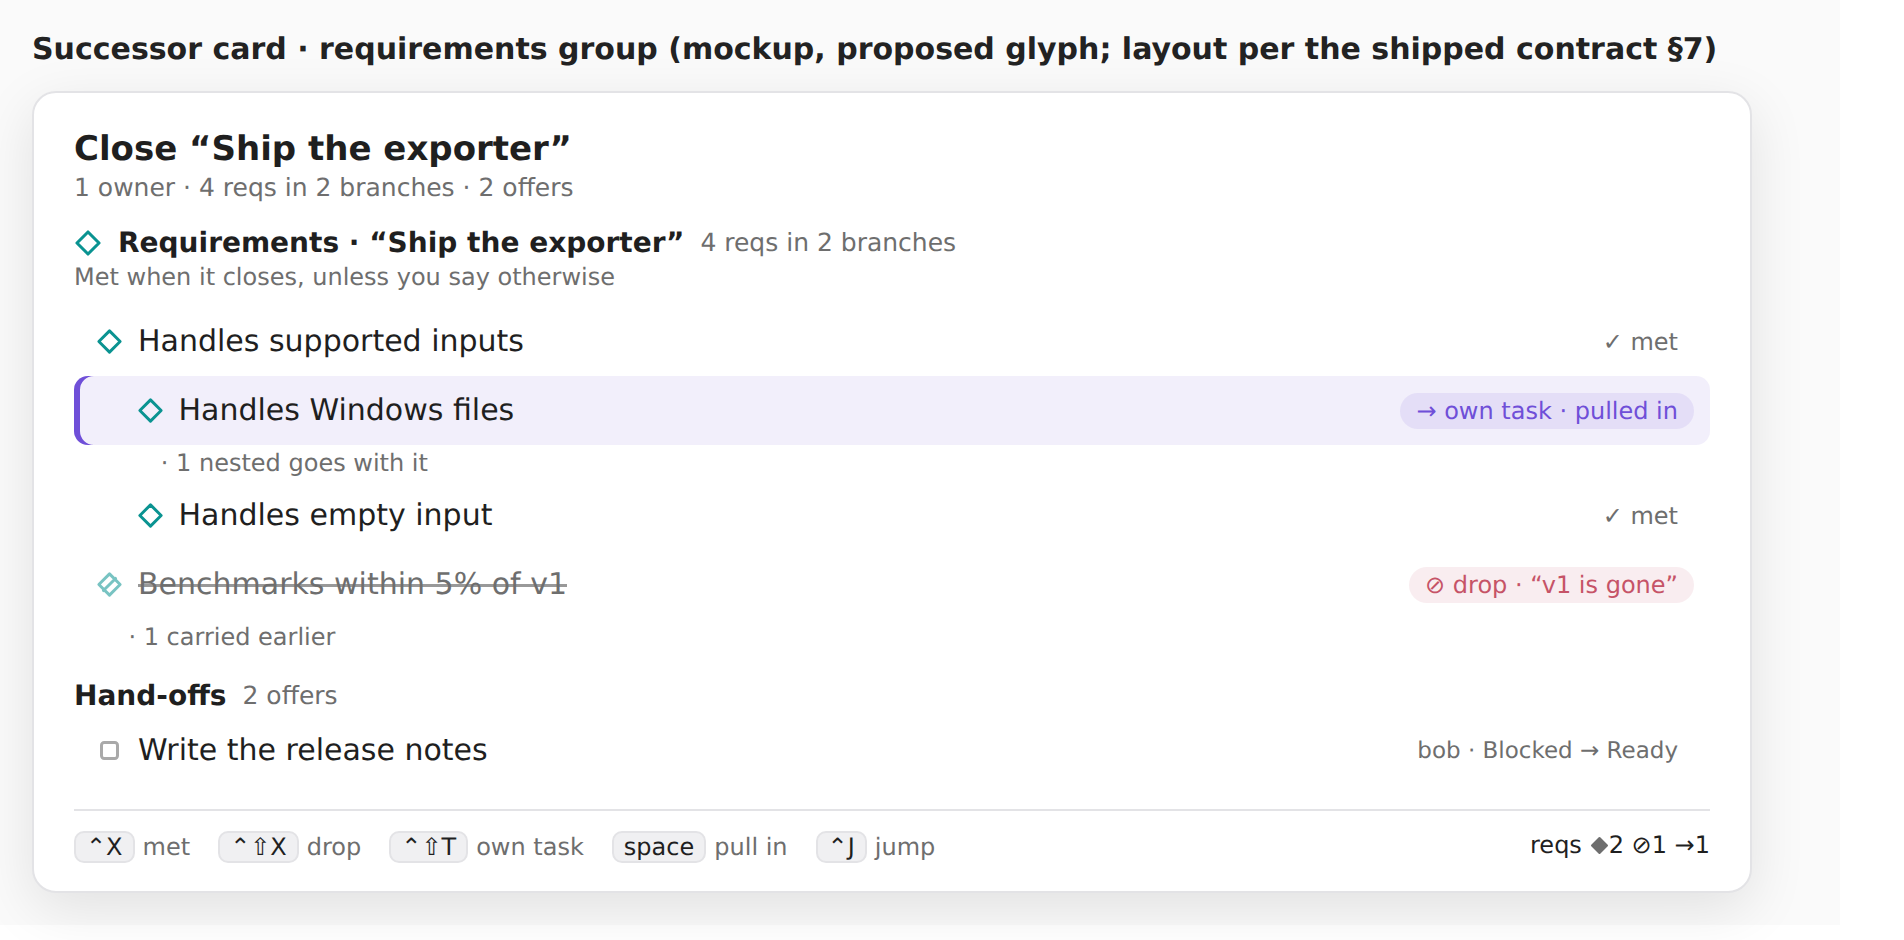 Successor card · requirements group (mockup, proposed glyph; layout per the shipped contract §7)
Close “Ship the exporter”
1 owner · 4 reqs in 2 branches · 2 offers
Requirements · “Ship the exporter” 4 reqs in 2 branches
Met when it closes, unless you say otherwise
Handles supported inputs ✓ met
Handles Windows files → own task · pulled in
· 1 nested goes with it
Handles empty input ✓ met
Benchmarks within 5% of v1 ⊘ drop · “v1 is gone”
· 1 carried earlier
Hand-offs 2 offers
Write the release notes bob · Blocked → Ready
⌃X met ⌃⇧X drop ⌃⇧T own task space pull in ⌃J jump reqs ◆2 ⊘1 →1